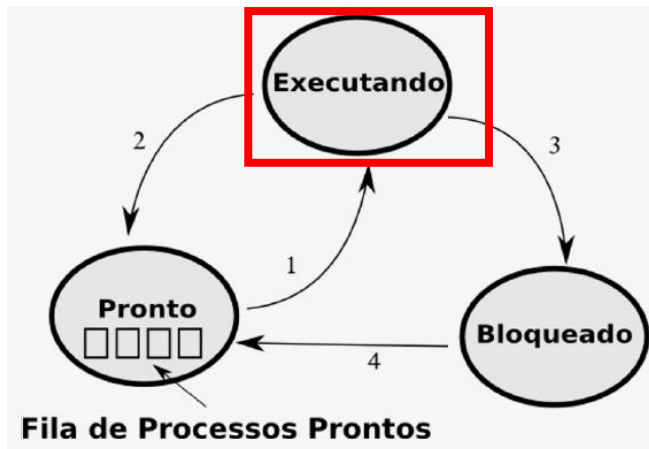 Executando
2
3
1
Pronto
Bloqueado
4
Fila de Processos Prontos